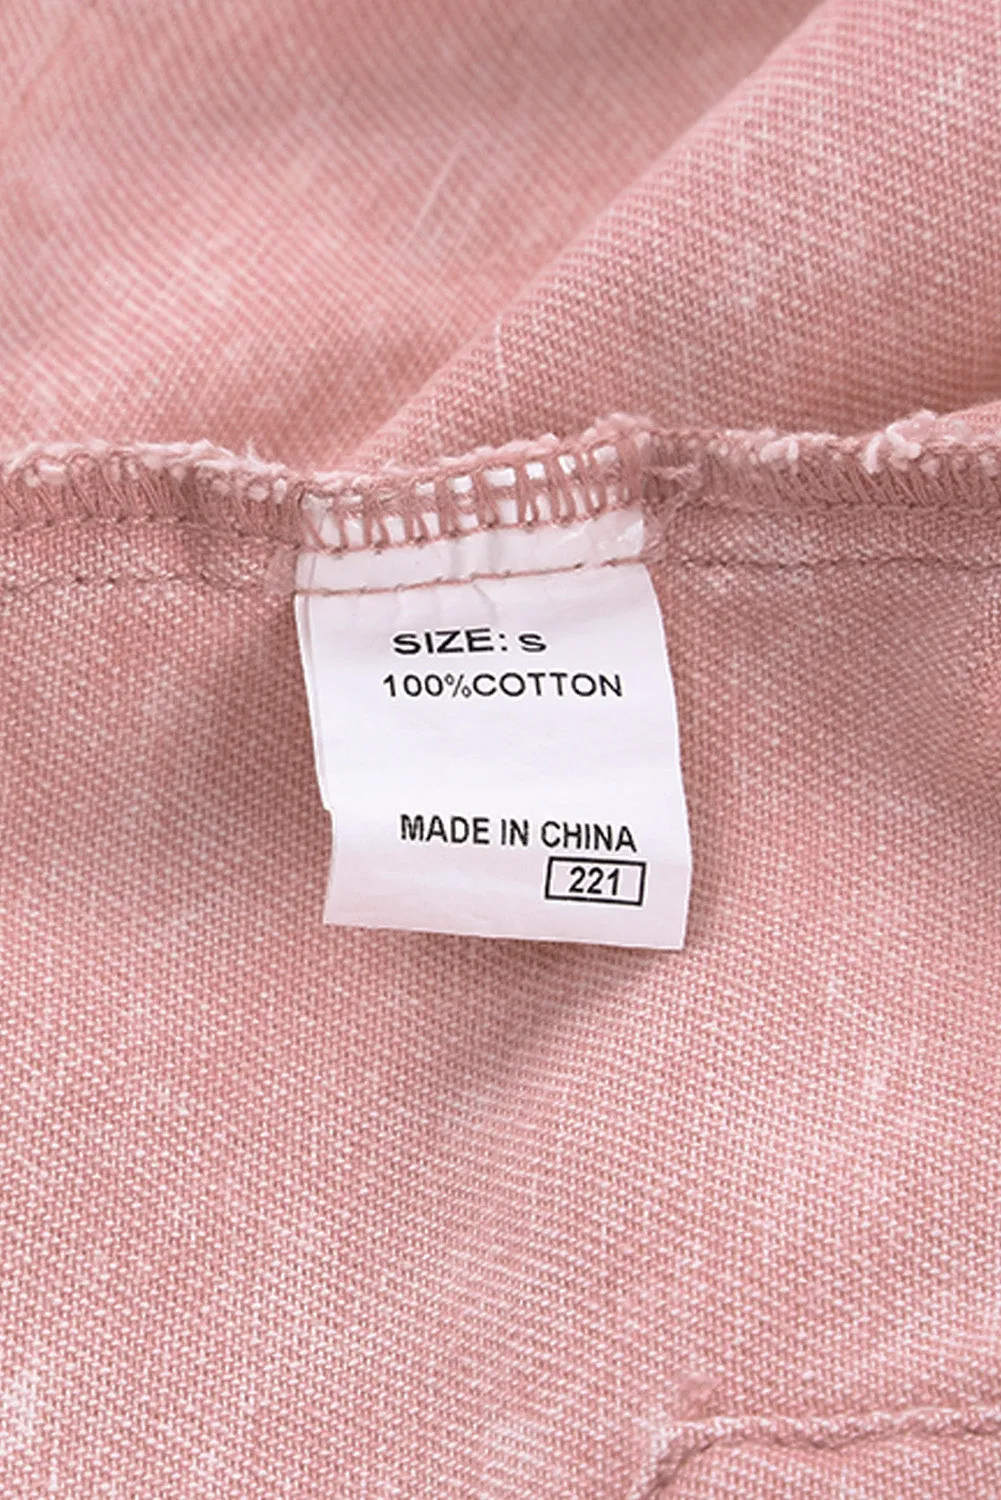 SIZE: S
100%COTTON
MADE IN CHINA
221